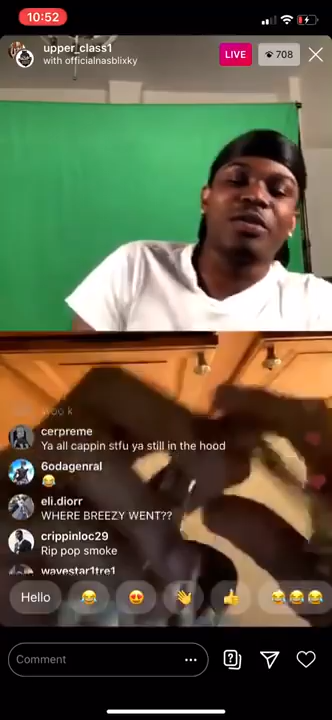 10:52
upper_class1
with officialnasblixky
LIVE
708
woo k
cerpreme
Ya all cappin stfu ya still in the hood
6odagenral
😂
eli.diorr
WHERE BREEZY WENT??
crippinloc29
Rip pop smoke
wavestar1tre1
Hello 😂 😍 👋 👍 😂😂😂
Comment